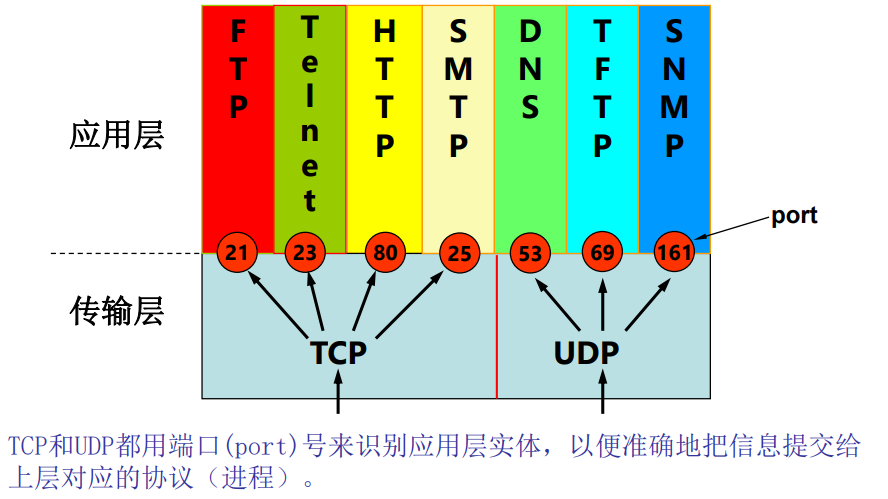 FTP
Telnet
HTTP
SMTP
DNS
TFTP
SNMP
应用层
port
21
23
80
25
53
69
161
传输层
TCP
UDP
TCP和UDP都用端口(port)号来识别应用层实体，以便准确地把信息提交给
上层对应的协议（进程）。